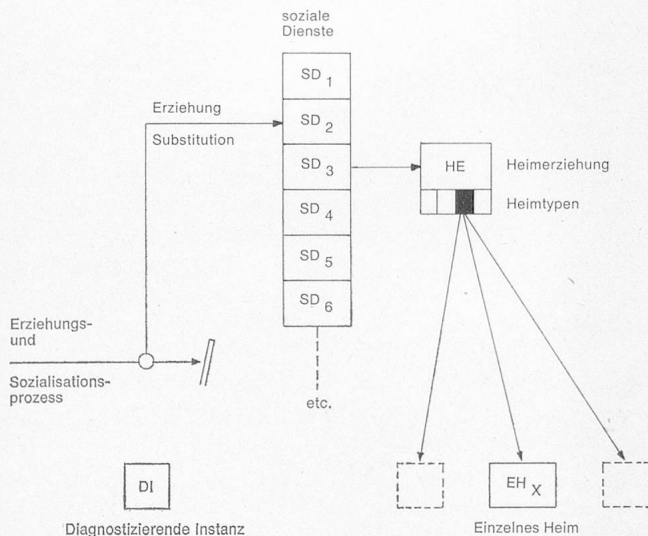 soziale
Dienste
SD 1
Erziehung
SD 2
Substitution
SD 3
HE
Heimerziehung
Heimtypen
SD 4
SD 5
SD 6
Erziehungs-
und
Sozialisations-
prozess
etc.
DI
EH X
Diagnostizierende Instanz
Einzelnes Heim